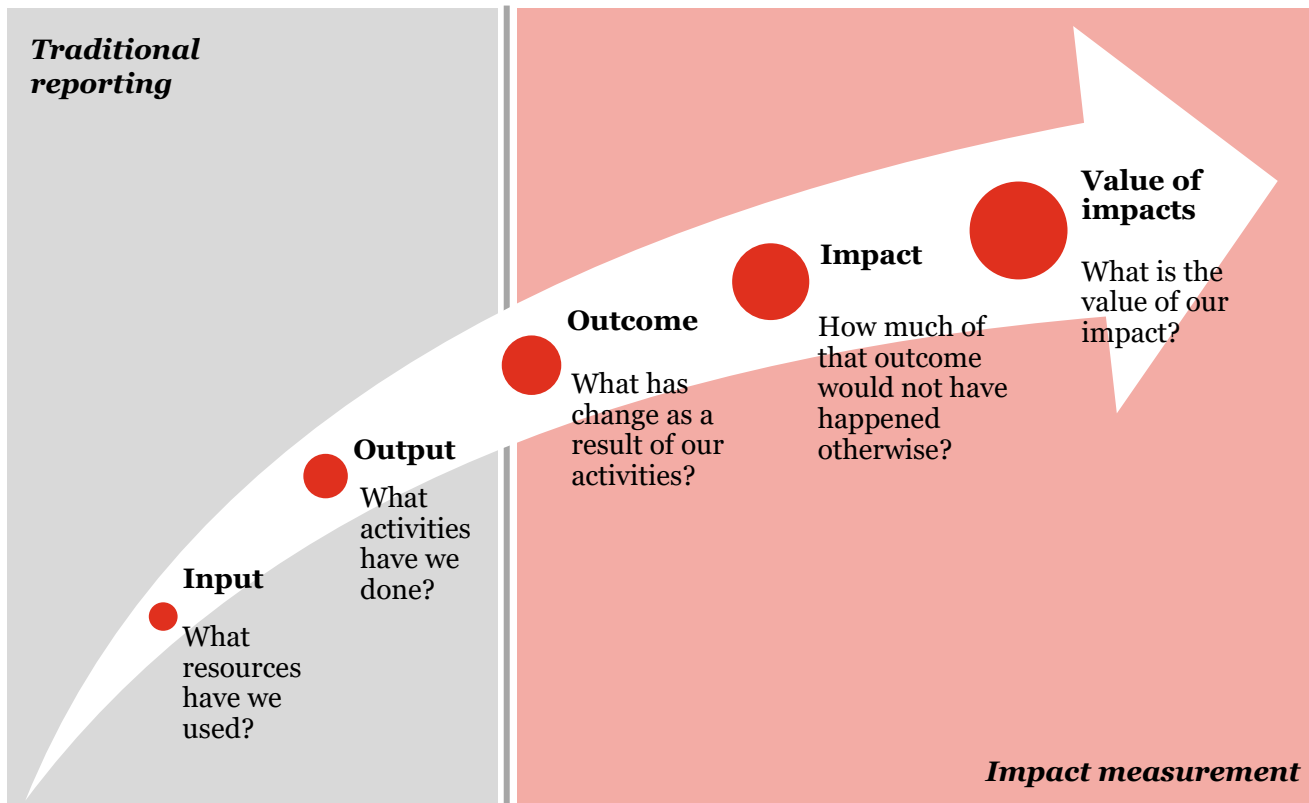 Traditional
reporting
Input
What
resources
have we
used?
Output
What
activities
have we
done?
Outcome
What has
change as a
result of our
activities?
Impact
How much of
that outcome
would not have
happened
otherwise?
Value of
impacts
What is the
value of our
impact?
Impact measurement